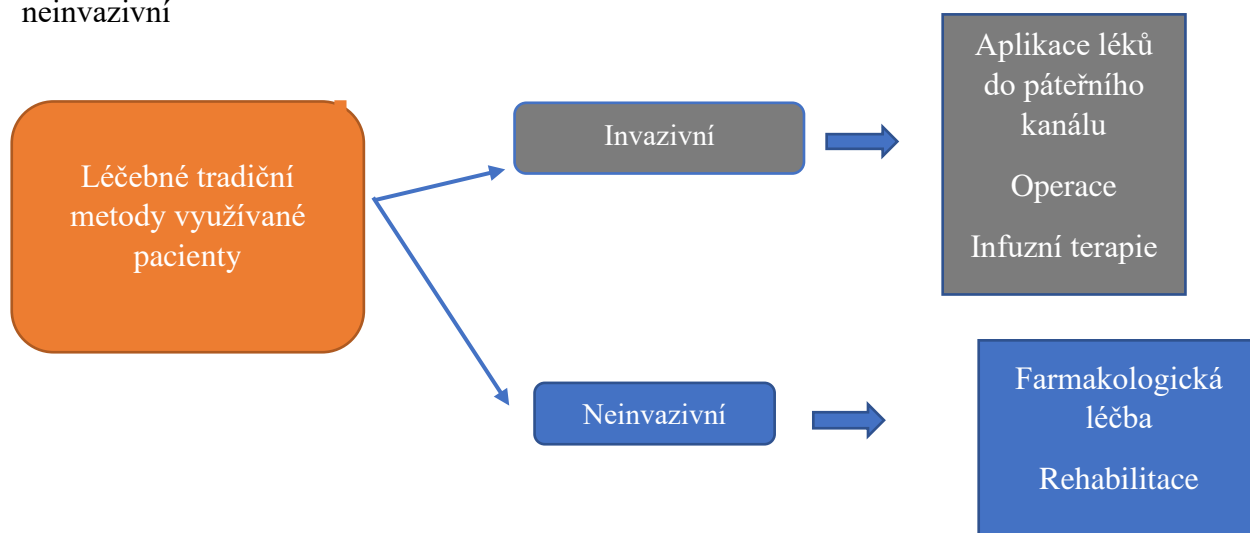 neinvazivní
Léčebné tradiční
metody využívané
pacienty
Invazivní
Aplikace léků
do páteřního
kanálu
Operace
Infuzní terapie
Neinvazivní
Farmakologická
léčba
Rehabilitace